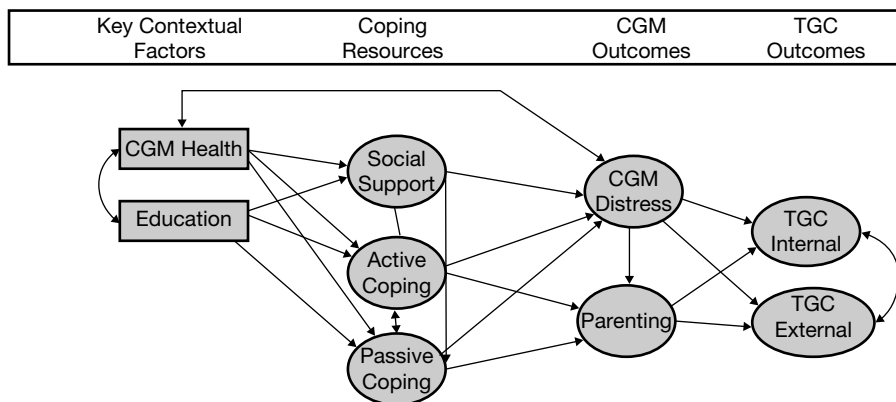 Key Contextual
Factors
Coping
Resources
CGM
Outcomes
TGC
Outcomes
CGM Health
Education
Social
Support
Active
Coping
Passive
Coping
CGM
Distress
Parenting
TGC
Internal
TGC
External